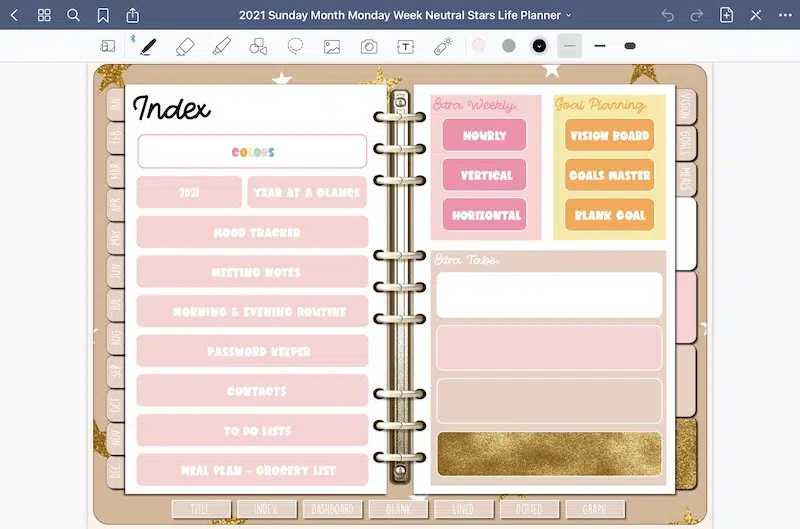 2021 Sunday Month Monday Week Neutral Stars Life Planner
Index
COLORS
2021
YEAR AT A GLANCE
MOOD TRACKER
MEETING NOTES
MORNING & EVENING ROUTINE
PASSWORD KEEPER
CONTACTS
TO DO LISTS
MEAL PLAN - GROCERY LIST
Extra Weekly.
HOURLY
VERTICAL
HORIZONTAL
Goal Planning.
VISION BOARD
GOALS MASTER
BLANK GOAL
Extra Tabs.
JAN
FEB
MAR
APR
MAY
JUN
JUL
AUG
SEP
OCT
NOV
DEC
VISION
GOALS
MEALS
TITLE
INDEX
DASHBOARD
BLANK
LINED
DOTTED
GRAPH